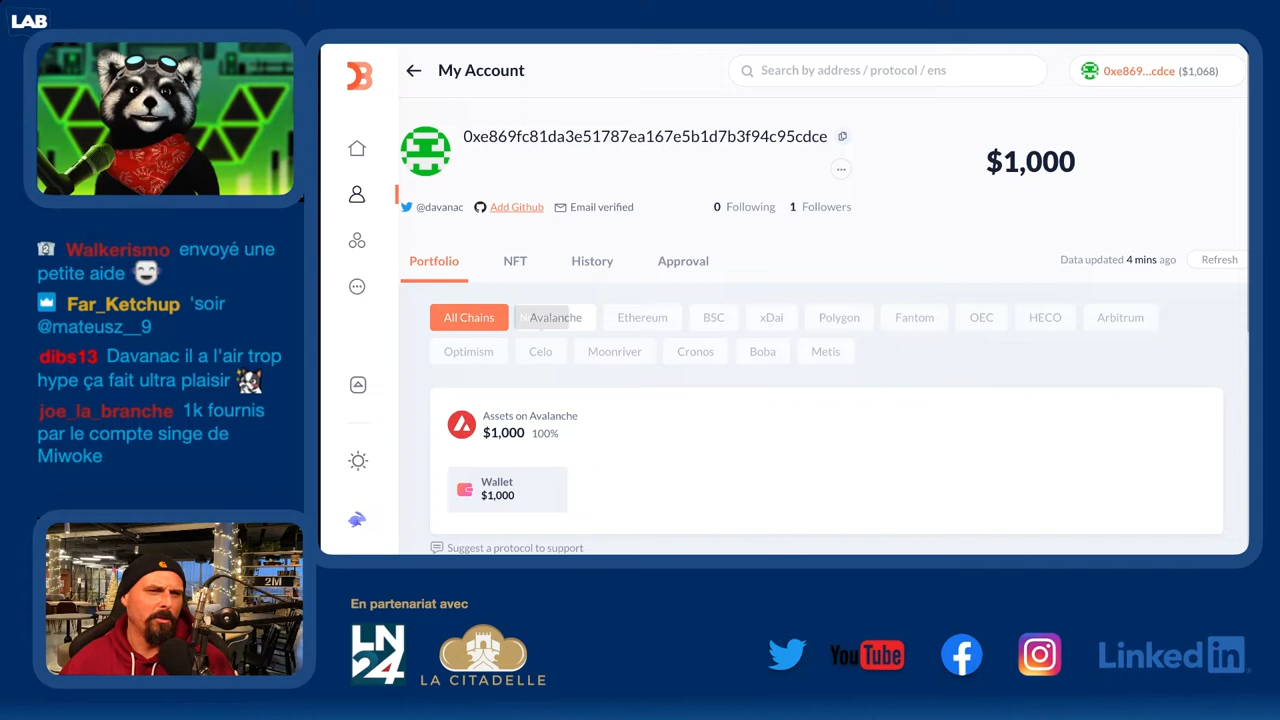 LAB
My Account
Search by address / protocol / ens
0xe869...cdce ($1,068)
0xe869fc81da3e51787ea167e5b1d7b3f94c95cdce
$1,000
@davanac
Add Github
Email verified
0 Following
1 Followers
Portfolio
NFT
History
Approval
Data updated 4 mins ago
Refresh
All Chains
Avalanche
Ethereum
BSC
xDai
Polygon
Fantom
OEC
HECO
Arbitrum
Optimism
Celo
Moonriver
Cronos
Boba
Metis
Assets on Avalanche
$1,000 100%
Wallet
$1,000
Suggest a protocol to support
2 Walkerismo envoyé une
petite aide
Far_Ketchup 'soir
@mateusz__9
dibs13 Davanac il a l'air trop
hype ça fait ultra plaisir
joe_la_branche 1k fournis
par le compte singe de
Miwoke
2M
En partenariat avec
LN
24
LA CITADELLE
YouTube
LinkedIn